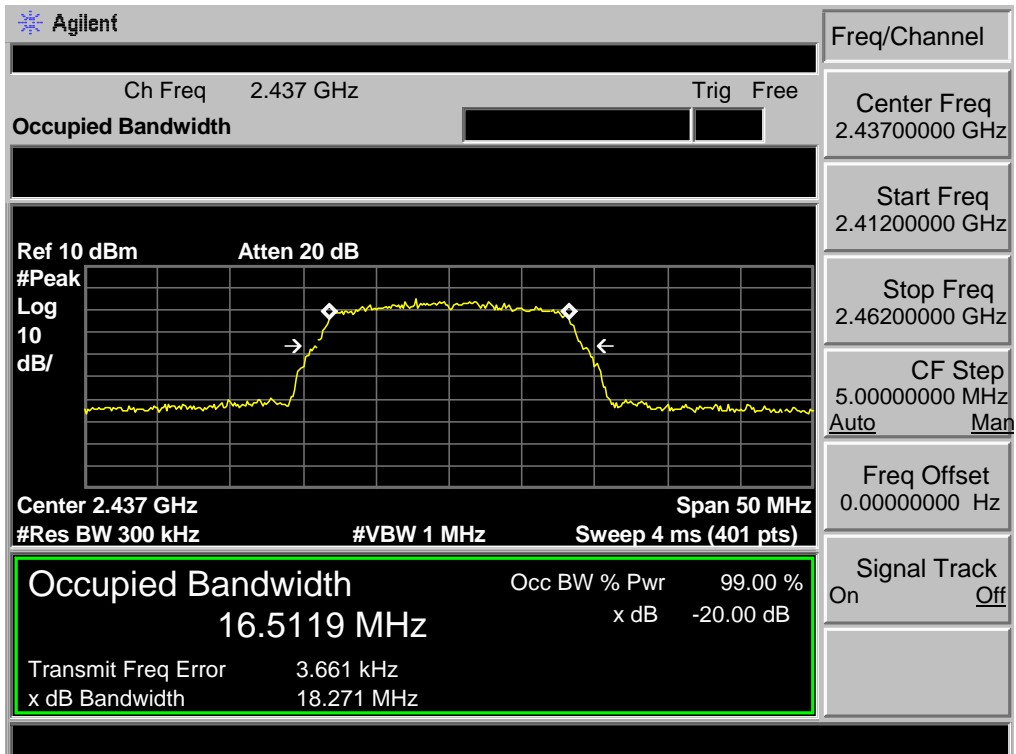 Agilent
Freq/Channel
Ch Freq 2.437 GHz Trig Free
Occupied Bandwidth
Center Freq
2.43700000 GHz
Start Freq
2.41200000 GHz
Ref 10 dBm Atten 20 dB
#Peak
Log
10
dB/
Stop Freq
2.46200000 GHz
CF Step
5.00000000 MHz
Auto Man
Freq Offset
0.00000000 Hz
Center 2.437 GHz Span 50 MHz
#Res BW 300 kHz #VBW 1 MHz Sweep 4 ms (401 pts)
Signal Track
On Off
Occupied Bandwidth
16.5119 MHz
Occ BW % Pwr 99.00 %
x dB -20.00 dB
Transmit Freq Error 3.661 kHz
x dB Bandwidth 18.271 MHz